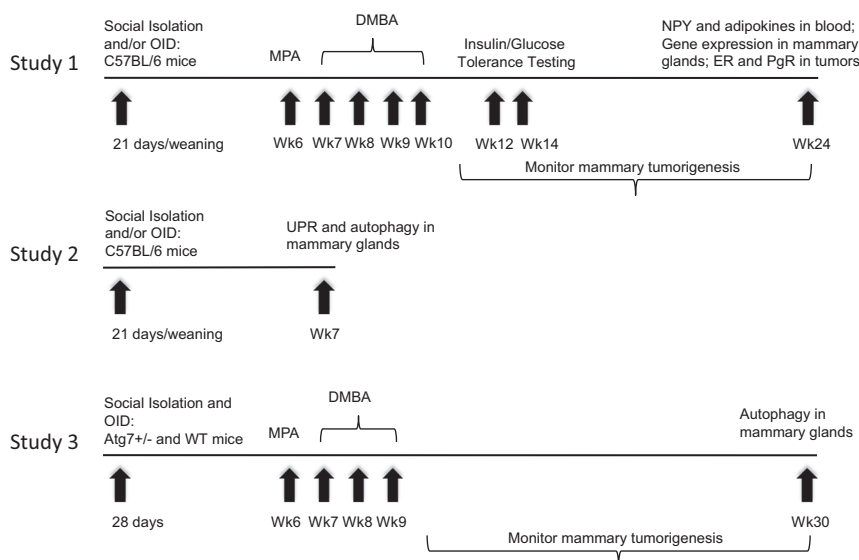 Study 1
Social Isolation
and/or OID:
C57BL/6 mice
MPA
DMBA
Insulin/Glucose
Tolerance Testing
NPY and adipokines in blood;
Gene expression in mammary
glands; ER and PgR in tumors
21 days/weaning
Wk6
Wk7
Wk8
Wk9
Wk10
Wk12
Wk14
Wk24
Monitor mammary tumorigenesis
Study 2
Social Isolation
and/or OID:
C57BL/6 mice
UPR and autophagy in
mammary glands
21 days/weaning
Wk7
Study 3
Social Isolation and
OID:
Atg7+/- and WT mice
MPA
DMBA
Autophagy in
mammary glands
28 days
Wk6
Wk7
Wk8
Wk9
Wk30
Monitor mammary tumorigenesis